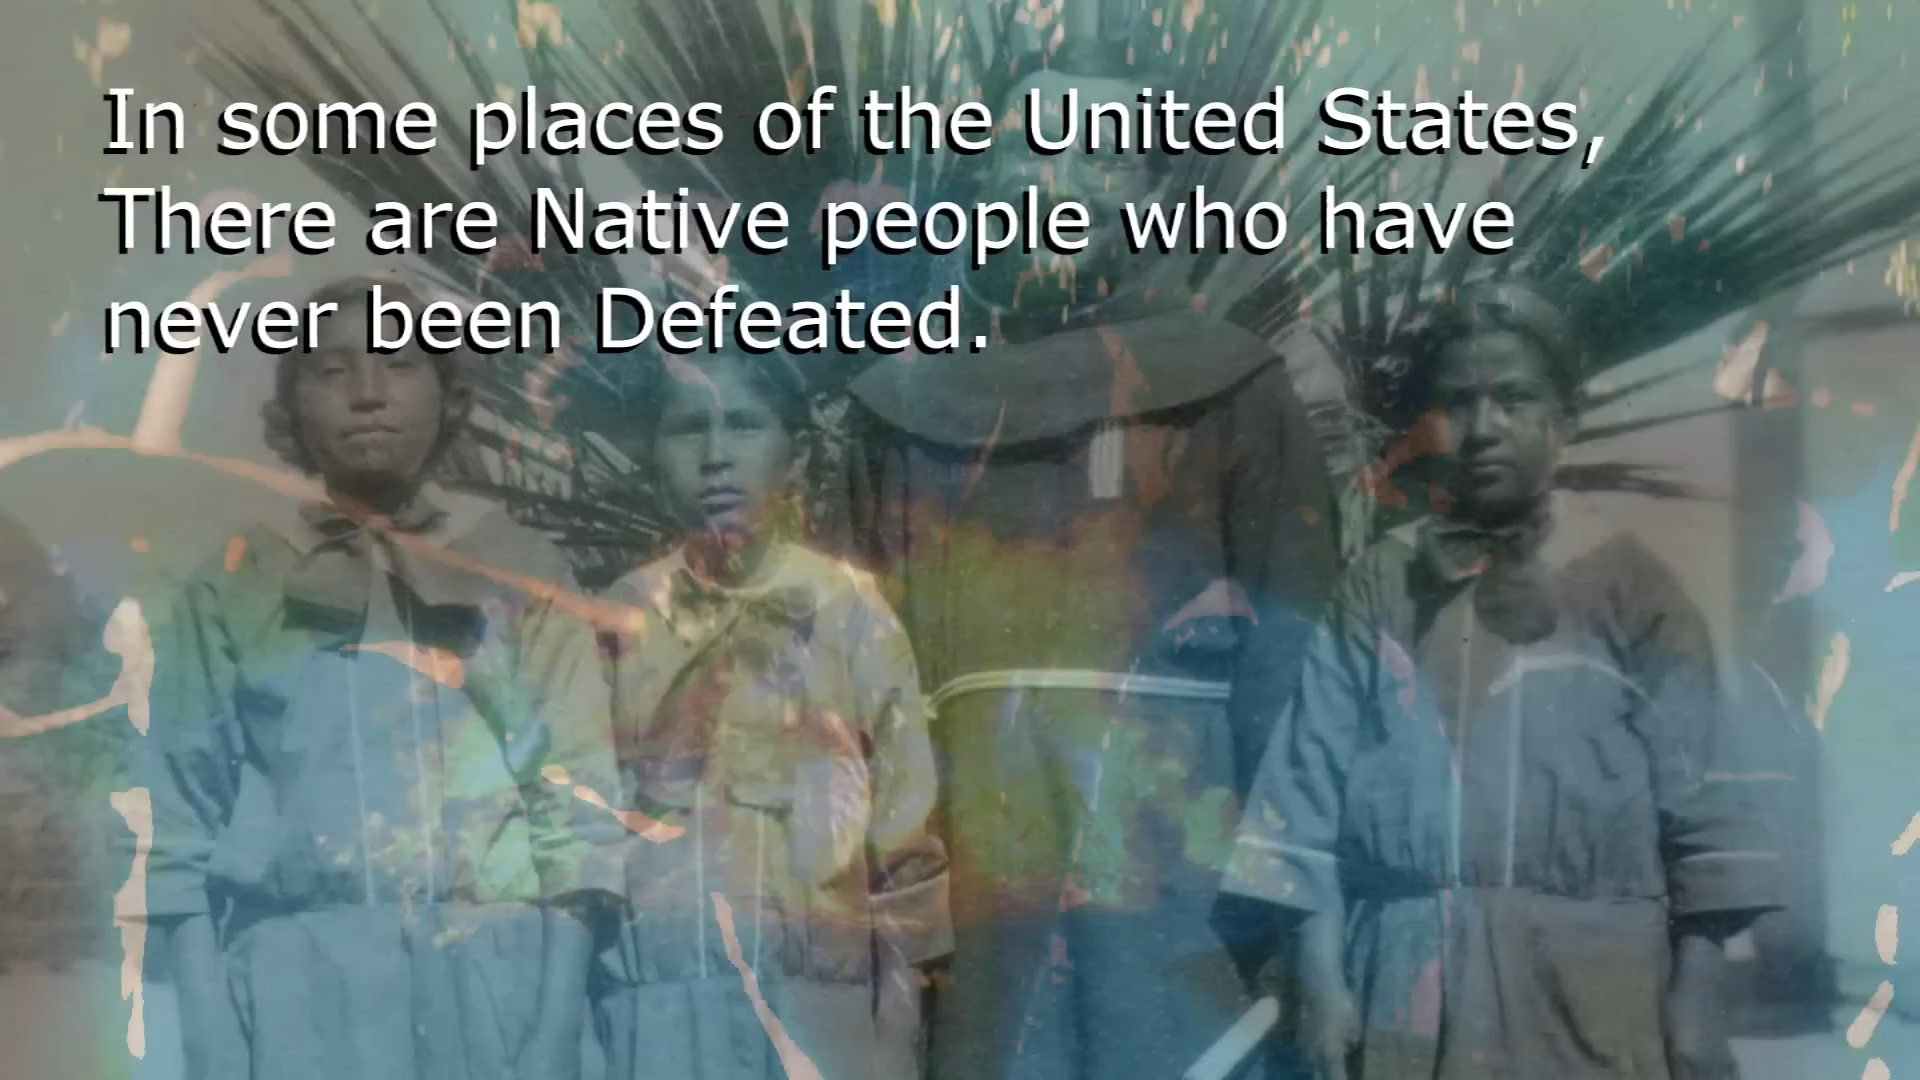 In some places of the United States,
There are Native people who have
never been Defeated.